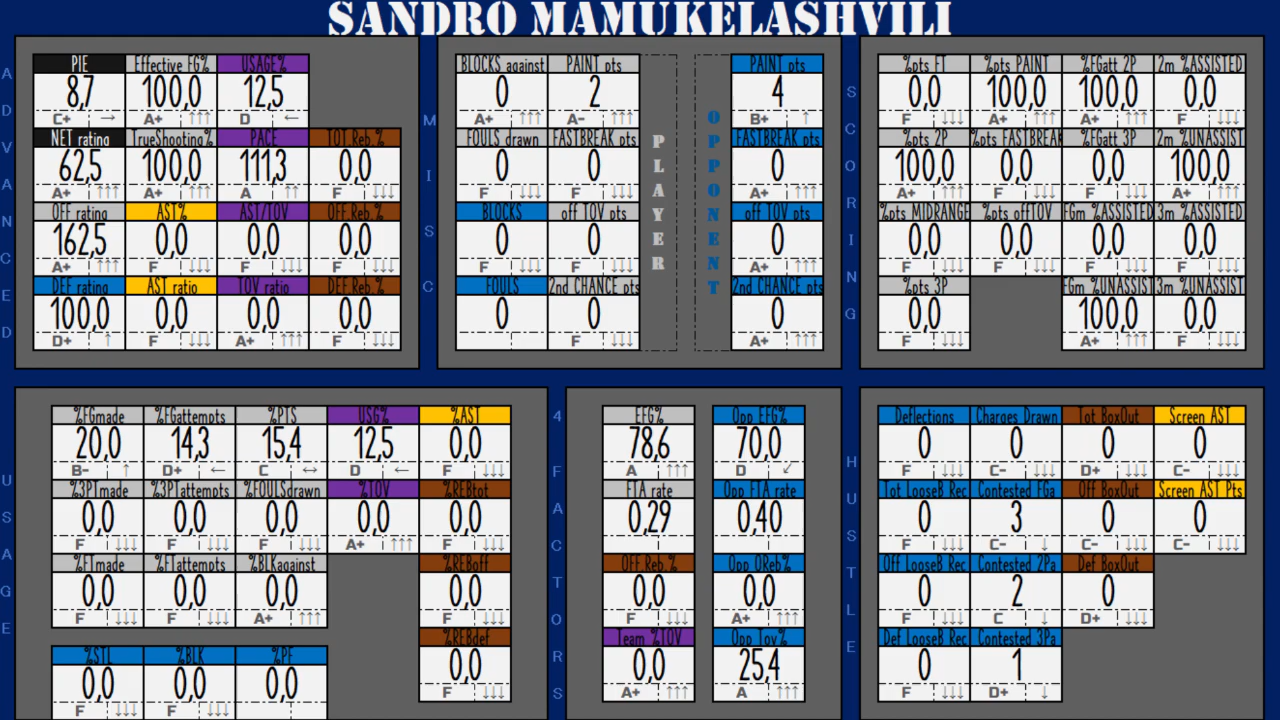 SANDRO MAMUKELASHVILI
ADVANCED
PIE Effective FG% USAGE%
8,7 100,0 12,5
C+ → A+ ↑↑↑ D ←
NET rating TrueShooting% PACE TOT Reb.%
62,5 100,0 111,3 0,0
A+ ↑↑↑ A+ ↑↑↑ A ↑↑ F ↓↓↓
OFF rating AST% AST/TOV OFF.Reb.%
162,5 0,0 0,0 0,0
A+ ↑↑↑ F ↓↓↓ F ↓↓↓ F ↓↓↓
DEF rating AST ratio TOV ratio DEF.Reb.%
100,0 0,0 0,0 0,0
D+ ↑ F ↓↓↓ A+ ↑↑↑ F ↓↓↓
MISC
BLOCKS against PAINT pts
0 2
A+ ↑↑↑ A- ↑↑↑
FOULS drawn FASTBREAK pts
0 0
F ↓↓↓ F ↓↓↓
BLOCKS off TOV pts
0 0
F ↓↓↓ F ↓↓↓
FOULS 2nd CHANCE pts
0 0
F ↓↓↓
PLAYER
OPPONENT
PAINT pts
4
B+ ↑
FASTBREAK pts
0
A+ ↑↑↑
off TOV pts
0
A+ ↑↑↑
2nd CHANCE pts
0
A+ ↑↑↑
SCORING
%pts FT %pts PAINT %FGatt 2P 2m %ASSISTED
0,0 100,0 100,0 0,0
F ↓↓↓ A+ ↑↑↑ A+ ↑↑↑ F ↓↓↓
%pts 2P %pts FASTBREAK %FGatt 3P 2m %UNASSIST
100,0 0,0 0,0 100,0
A+ ↑↑↑ F ↓↓↓ F ↓↓↓ A+ ↑↑↑
%pts MIDRANGE %pts offTOV FGm %ASSISTED 3m %ASSISTED
0,0 0,0 0,0 0,0
F ↓↓↓ F ↓↓↓ F ↓↓↓ F ↓↓↓
%pts 3P FGm %UNASSIST 3m %UNASSIST
0,0 100,0 0,0
F ↓↓↓ A+ ↑↑↑ F ↓↓↓
USAGE
%FGmade %FGattempts %PTS USG% %AST
20,0 14,3 15,4 12,5 0,0
B- ↑ D+ ← C ↔ D ← F ↓↓↓
%3PTmade %3PTattempts %FOULSdrawn %TOV %REBtot
0,0 0,0 0,0 0,0 0,0
F ↓↓↓ F ↓↓↓ F ↓↓↓ A+ ↑↑↑ F ↓↓↓
%FTmade %FTattempts %BLKagainst %REBoff
0,0 0,0 0,0 0,0
F ↓↓↓ F ↓↓↓ A+ ↑↑↑ F ↓↓↓
%STL %BLK %PF %REBdef
0,0 0,0 0,0 0,0
F ↓↓↓ F ↓↓↓ F ↓↓↓
4 FACTORS
EFG% Opp EFG%
78,6 70,0
A ↑↑↑ D ↙
FTA rate Opp FTA rate
0,29 0,40
OFF Reb.% Opp OReb%
0,0 0,0
F ↓↓↓ A+ ↑↑↑
Team %TOV Opp Tov%
0,0 25,4
A+ ↑↑↑ A ↑↑↑
HUSTLE
Deflections Charges Drawn Tot BoxOut Screen AST
0 0 0 0
F ↓↓↓ C- ↓↓↓ D+ ↓↓↓ C- ↓↓↓
Tot LooseB Rec. Contested FGa Off BoxOut Screen AST Pts
0 3 0 0
F ↓↓↓ C- ↓ C- ↓↓↓ C- ↓↓↓
Off LooseB Rec. Contested 2Pa Def BoxOut
0 2 0
F ↓↓↓ C ↓ D+ ↓↓↓
Def LooseB Rec. Contested 3Pa
0 1
F ↓↓↓ D+ ↓